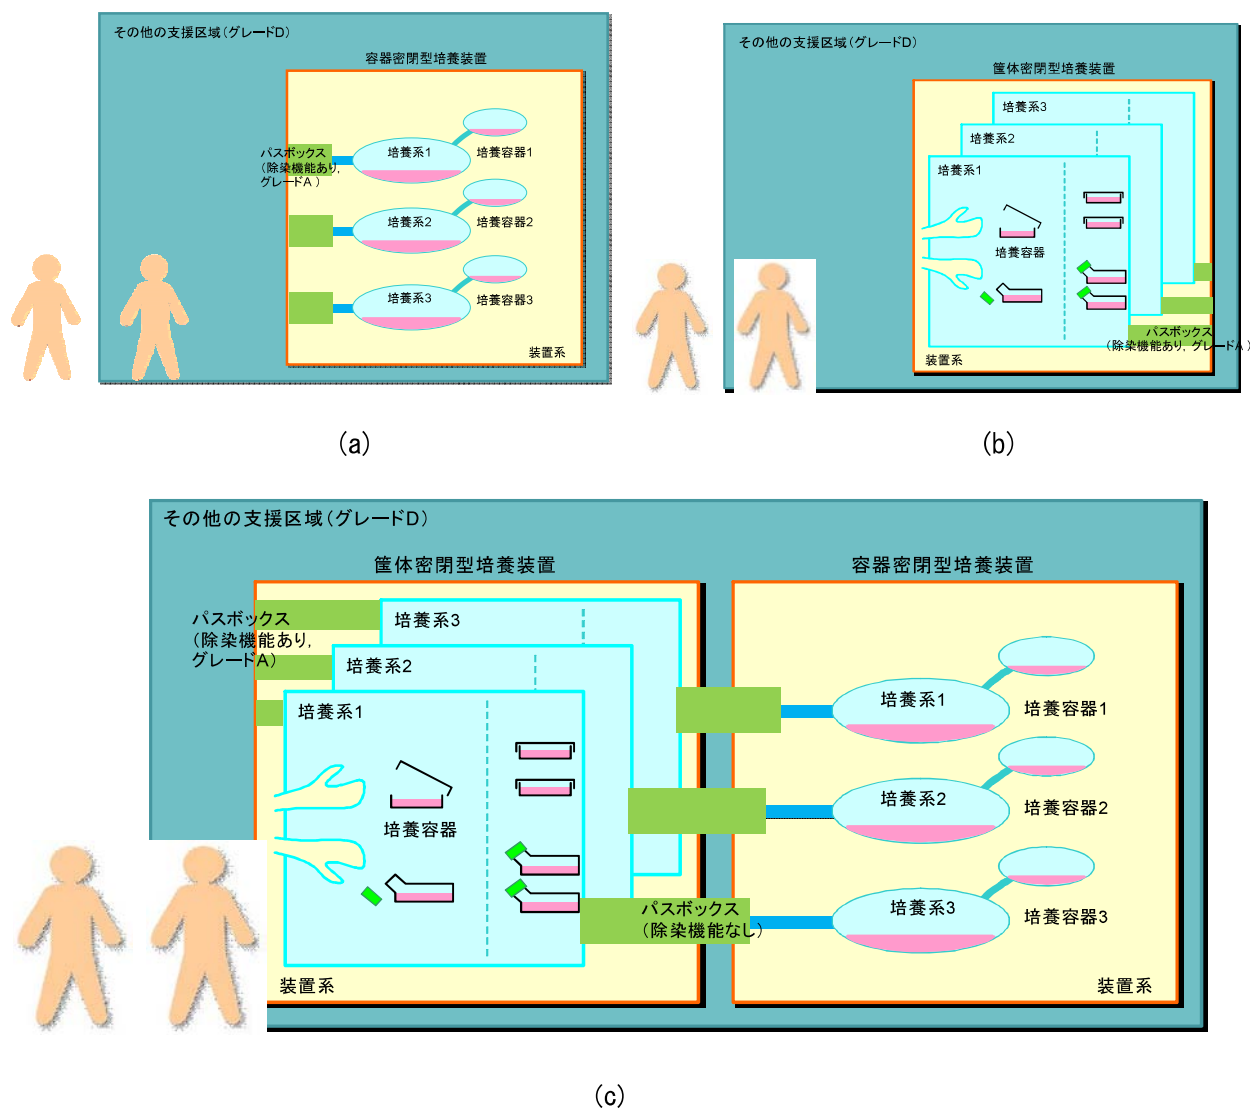 その他の支援区域(グレードD)
容器密閉型培養装置
パスボックス
(除染機能あり,
グレードA)
培養系1
培養容器1
培養系2
培養容器2
培養系3
培養容器3
装置系
(a)
その他の支援区域(グレードD)
筐体密閉型培養装置
培養系3
培養系2
培養系1
培養容器
パスボックス
(除染機能あり, グレードA)
装置系
(b)
その他の支援区域(グレードD)
筐体密閉型培養装置
パスボックス
(除染機能あり,
グレードA)
培養系3
培養系2
培養系1
培養容器
装置系
パスボックス
(除染機能なし)
容器密閉型培養装置
培養系1
培養容器1
培養系2
培養容器2
培養系3
培養容器3
装置系
(c)